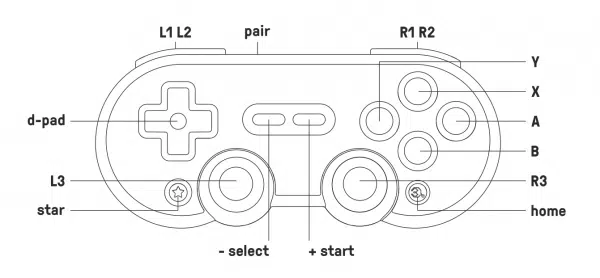 L1 L2
pair
R1 R2
Y
X
d-pad
A
B
L3
R3
star
home
- select
+ start